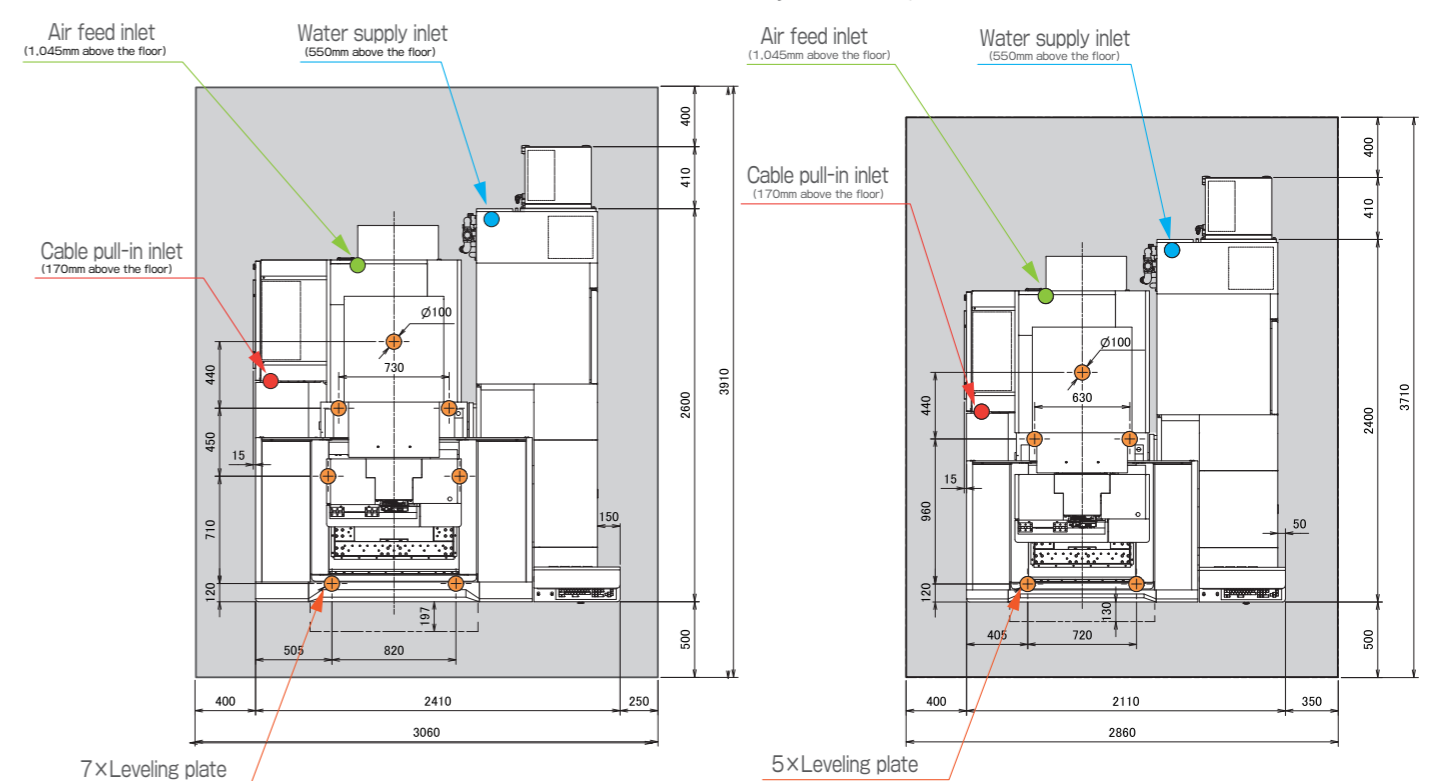 Air feed inlet
(1,045mm above the floor)
Water supply inlet
(550mm above the floor)
Cable pull-in inlet
(170mm above the floor)
Ø100
730
440
450
15
710
120
150
197
505
820
400
410
2600
3910
500
400
2410
250
3060
7×Leveling plate
Air feed inlet
(1,045mm above the floor)
Water supply inlet
(550mm above the floor)
Cable pull-in inlet
(170mm above the floor)
Ø100
630
440
15
960
120
50
130
405
720
400
410
2400
3710
500
400
2110
350
2860
5×Leveling plate